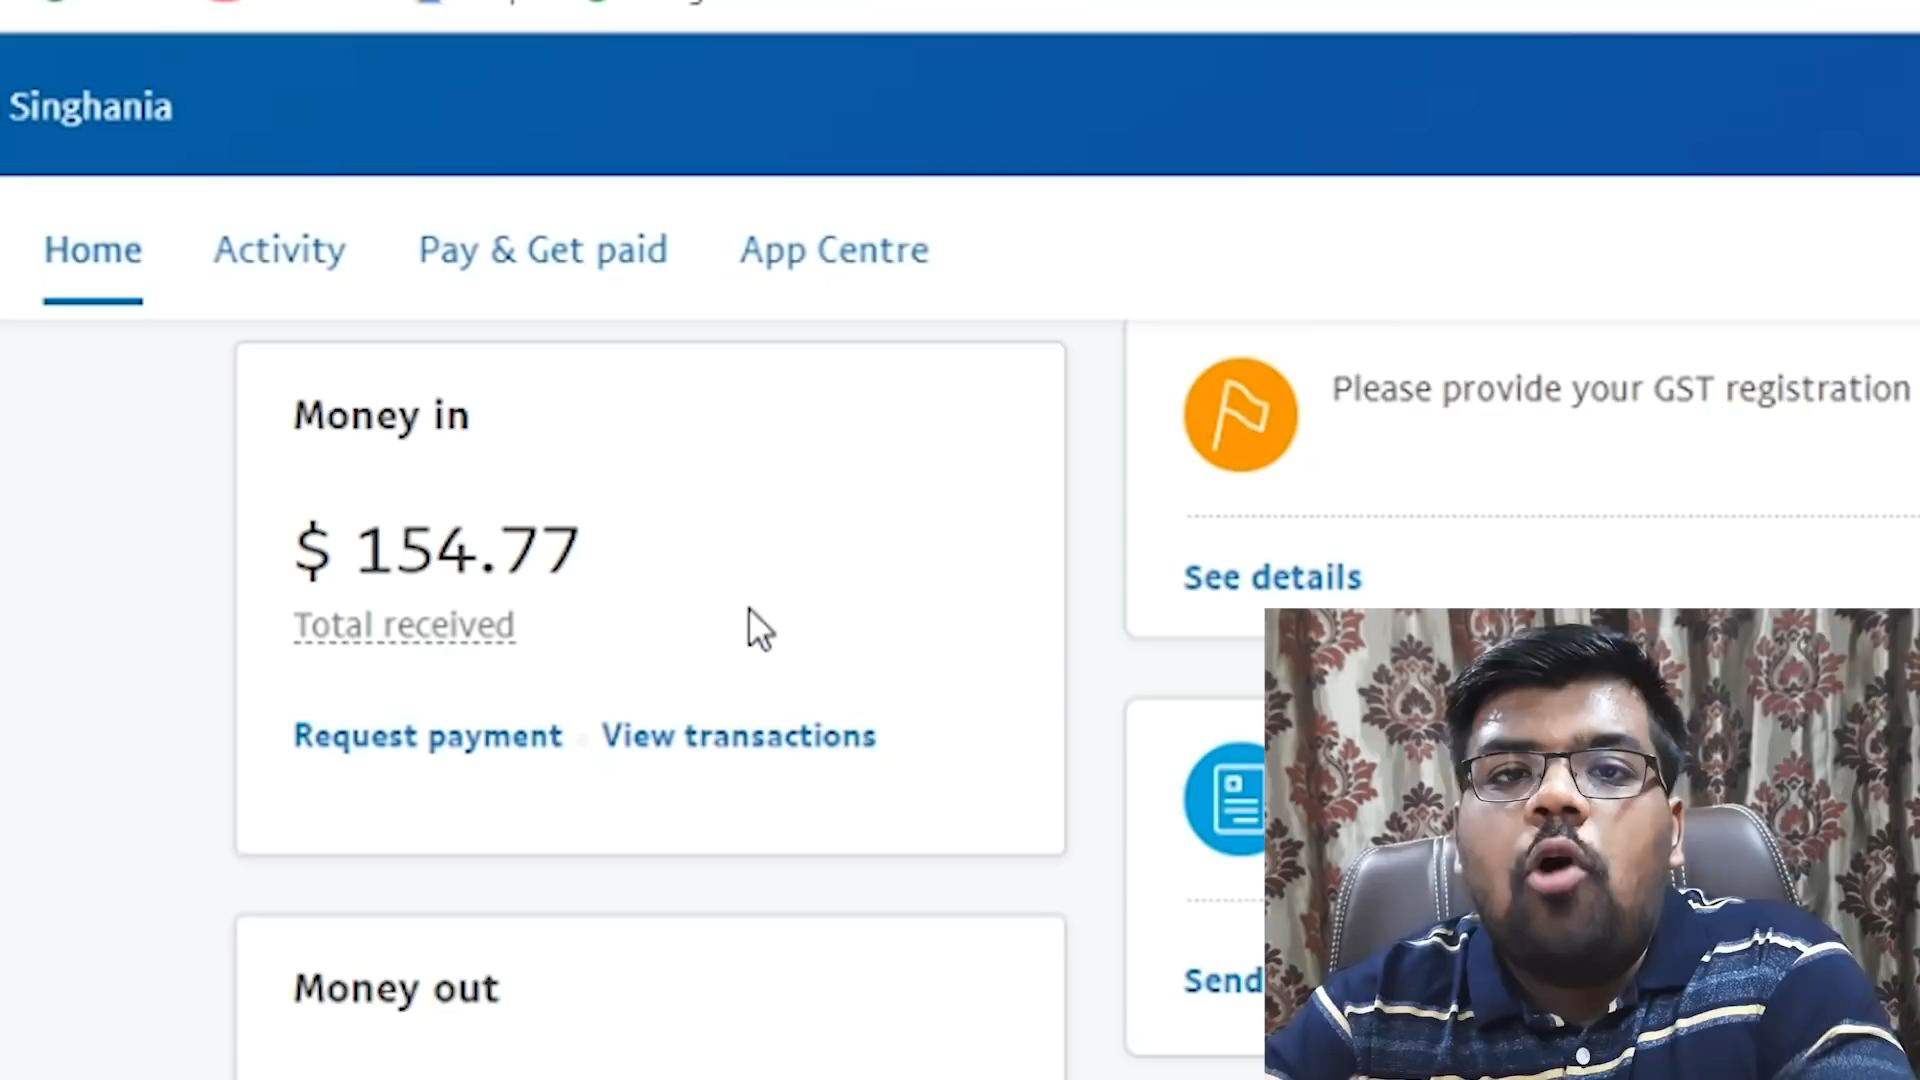 Singhania
Home Activity Pay & Get paid App Centre
Money in
$ 154.77
Total received
Request payment View transactions
Money out
Please provide your GST registration
See details
Send